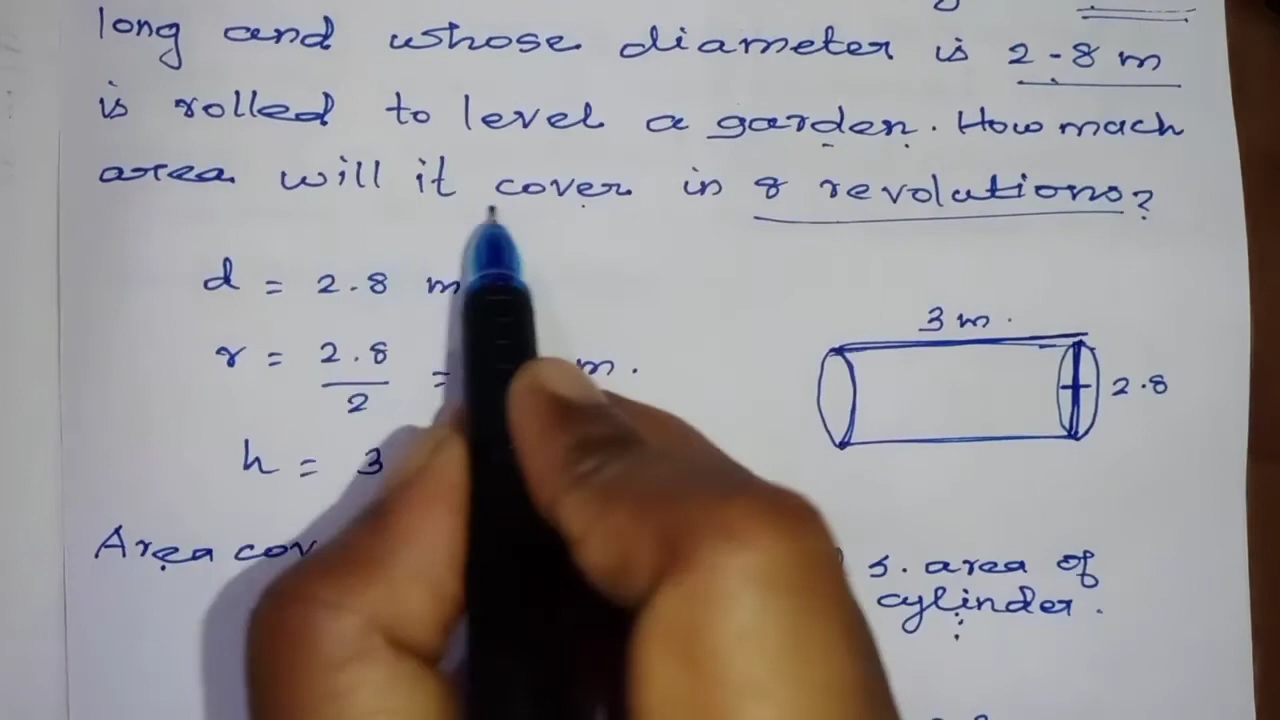 long and whose diameter is 2.8 m
is rolled to level a garden. How mach
area will it cover in 8 revolutions?
d = 2.8 m
3 m.
r = 2.8/2 = m.
2.8
h = 3
Area cov
s. area of
cylinder.